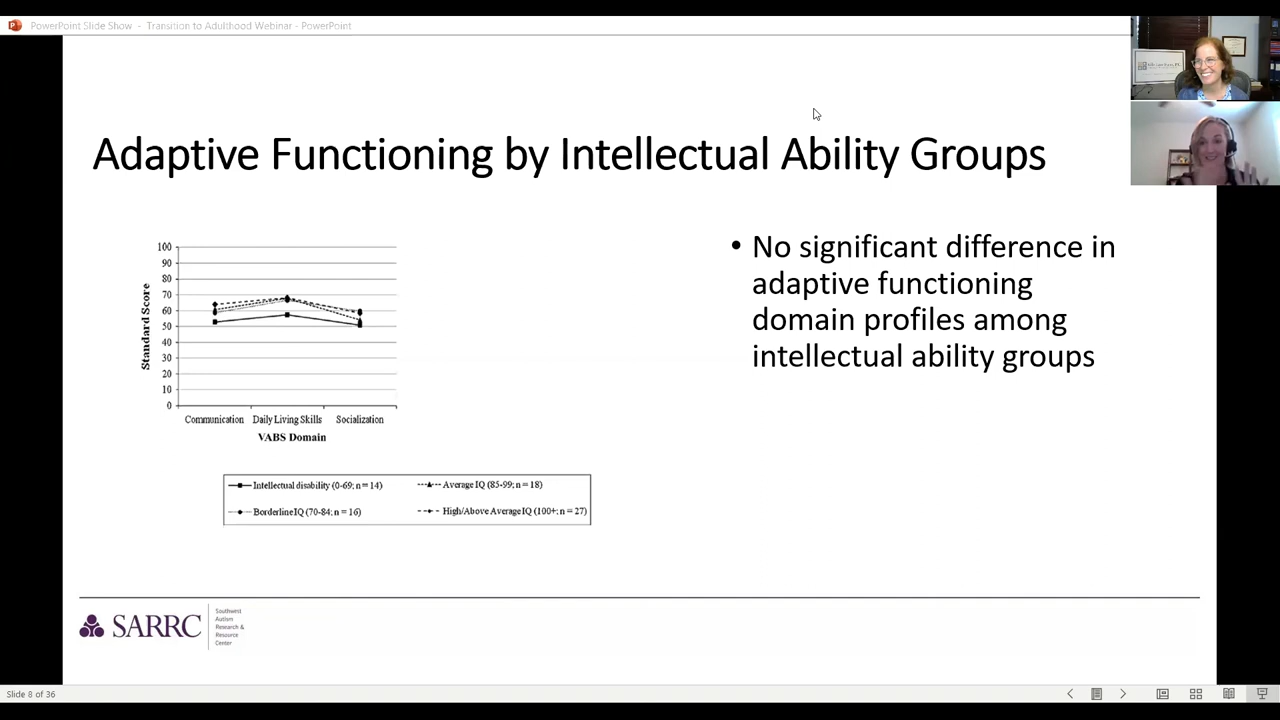 PowerPoint Slide Show - Transition to Adulthood Webinar - PowerPoint
Adaptive Functioning by Intellectual Ability Groups
100
90
80
70
60
50
40
30
20
10
0
Standard Score
Communication Daily Living Skills Socialization
VABS Domain
Intellectual disability (0-69; n = 14) Average IQ (85-99; n = 18)
Borderline IQ (70-84; n = 16) High/Above Average IQ (100+; n = 27)
• No significant difference in
adaptive functioning
domain profiles among
intellectual ability groups
SARRC
Southwest
Autism
Research &
Resource
Center
Slide 8 of 36